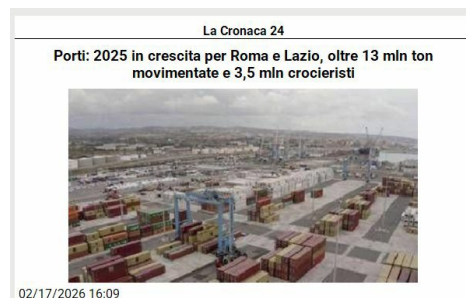 La Cronaca 24
Porti: 2025 in crescita per Roma e Lazio, oltre 13 mln ton
movimentate e 3,5 mln crocieristi
02/17/2026 16:09